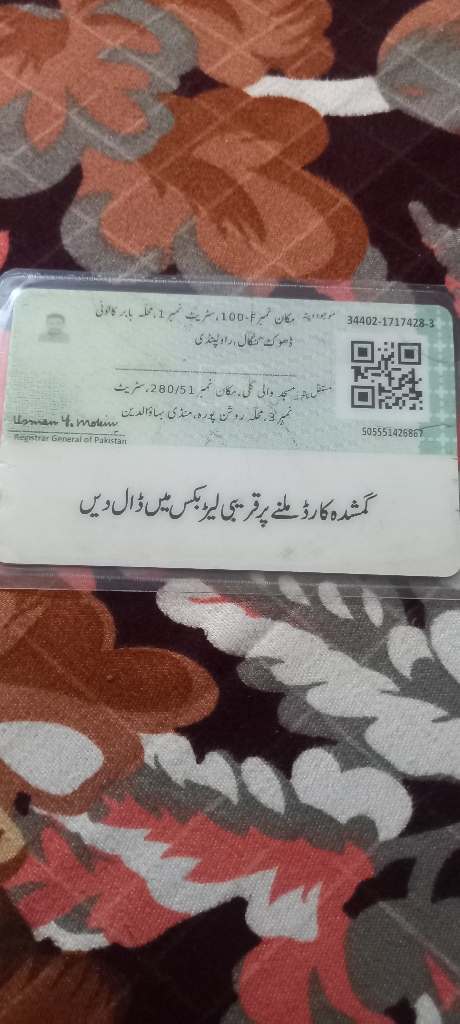 34402-1717428-3
موجودہ پتہ: مکان نمبر F-100، سٹریٹ نمبر 1، محلہ بابر کالونی
ڈھوک منگال، راولپنڈی
مستقل پتہ: مسجد والی گلی، مکان نمبر 280/51، سٹریٹ
نمبر 3، محلہ روشن پورہ، منڈی بہاؤالدین
505551426867
Usman Y. Mobin
Registrar General of Pakistan
گمشدہ کارڈ ملنے پر قریبی لیٹر بکس میں ڈال دیں